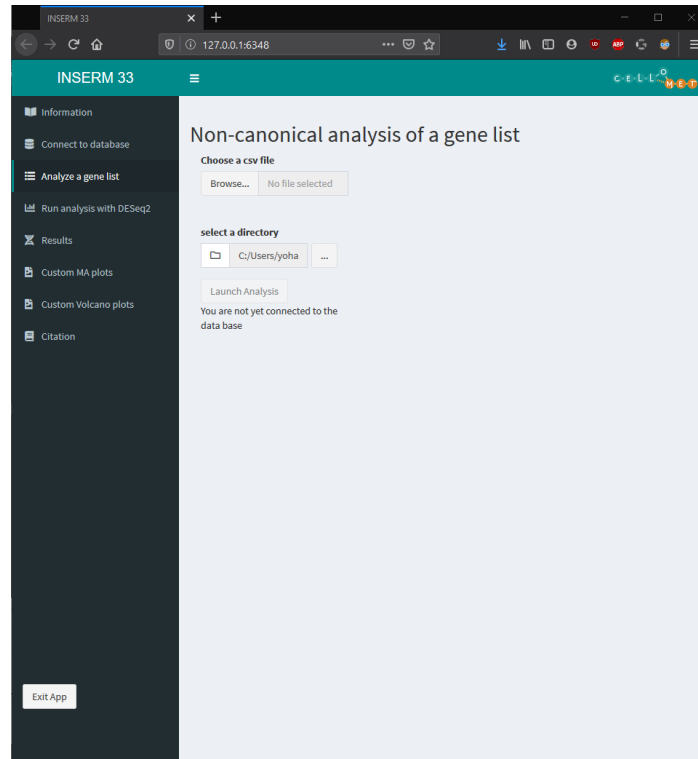 INSERM 33
127.0.0.1:6348
INSERM 33
C-E-L-L-O
M-E-T
Information
Connect to database
Analyze a gene list
Run analysis with DESeq2
Results
Custom MA plots
Custom Volcano plots
Citation
Exit App
Non-canonical analysis of a gene list
Choose a csv file
Browse... No file selected
select a directory
C:/Users/yoha ...
Launch Analysis
You are not yet connected to the
data base